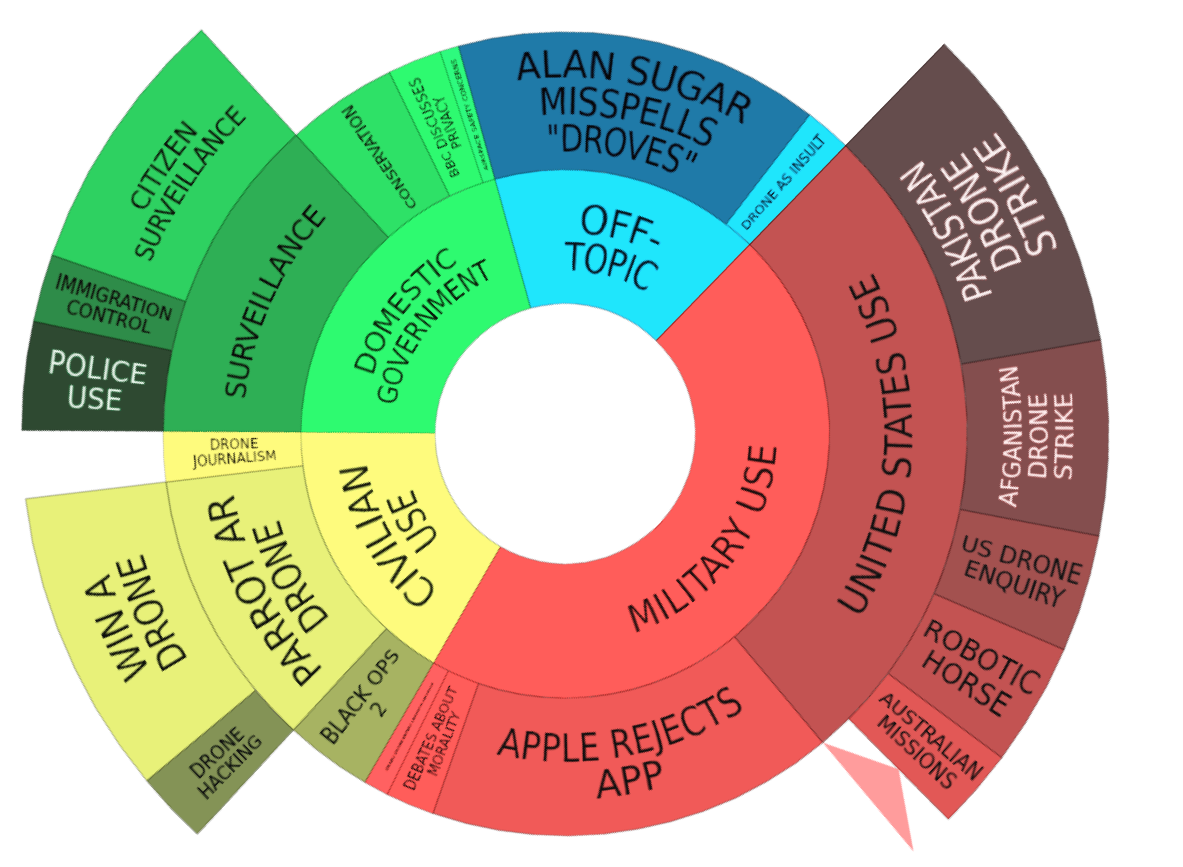 OFF-
TOPIC
ALAN SUGAR
MISSPELLS
"DROVES"
DRONE AS INSULT
MILITARY USE
UNITED STATES USE
PAKISTAN
DRONE
STRIKE
AFGANISTAN
DRONE
STRIKE
US DRONE
ENQUIRY
ROBOTIC
HORSE
AUSTRALIAN
MISSIONS
APPLE REJECTS
APP
DEBATES ABOUT
MORALITY
CIVILIAN
USE
BLACK OPS
2
PARROT AR
DRONE
DRONE
HACKING
WIN A
DRONE
DRONE
JOURNALISM
DOMESTIC
GOVERNMENT
SURVEILLANCE
POLICE
USE
IMMIGRATION
CONTROL
CITIZEN
SURVEILLANCE
CONSERVATION
BBC DISCUSSES
PRIVACY
AIRSPACE SAFETY CONCERNS